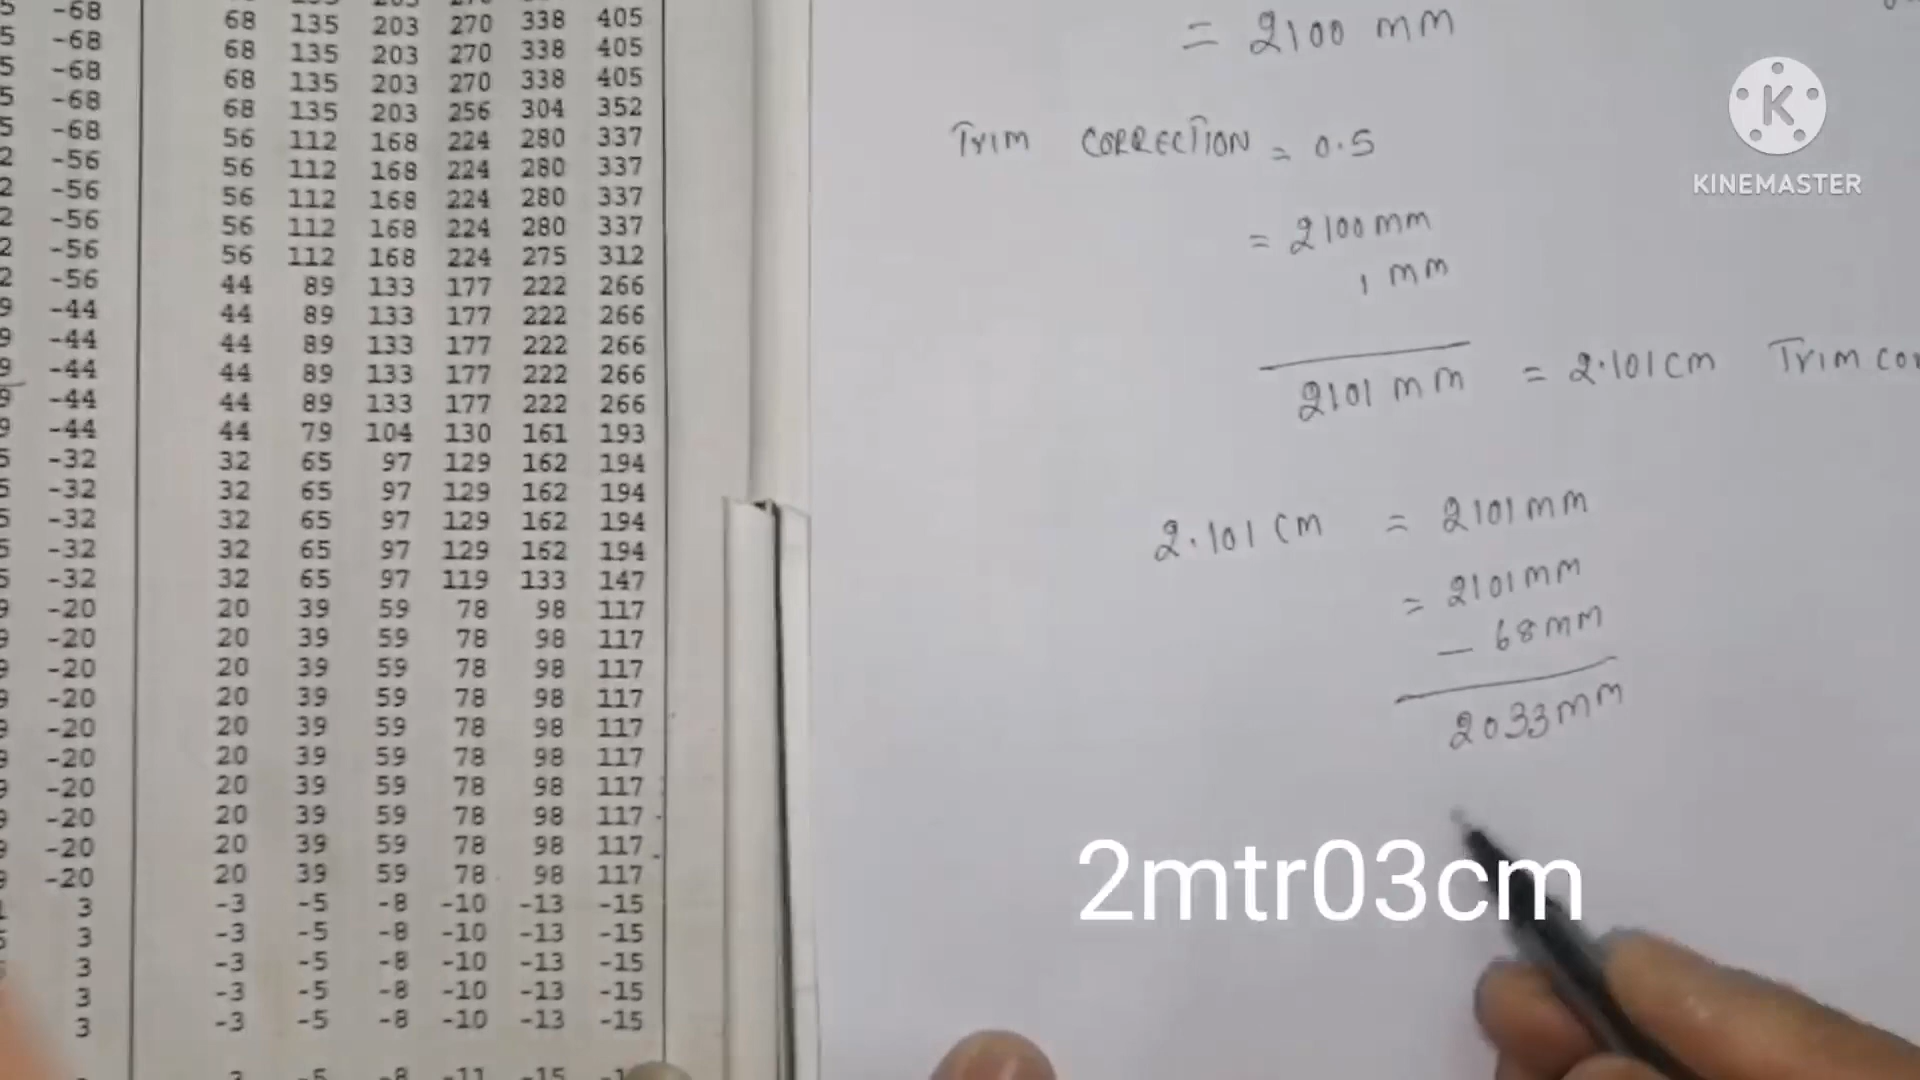 -68 68 135 203 270 338 405
-68 68 135 203 270 338 405
-68 68 135 203 270 338 405
-68 68 135 203 256 304 352
-68 56 112 168 224 280 337
-56 56 112 168 224 280 337
-56 56 112 168 224 280 337
-56 56 112 168 224 280 337
-56 56 112 168 224 275 312
-56 44 89 133 177 222 266
-44 44 89 133 177 222 266
-44 44 89 133 177 222 266
-44 44 89 133 177 222 266
-44 44 89 133 177 222 266
-44 44 79 104 130 161 193
-32 32 65 97 129 162 194
-32 32 65 97 129 162 194
-32 32 65 97 129 162 194
-32 32 65 97 129 162 194
-32 32 65 97 119 133 147
-20 20 39 59 78 98 117
-20 20 39 59 78 98 117
-20 20 39 59 78 98 117
-20 20 39 59 78 98 117
-20 20 39 59 78 98 117
-20 20 39 59 78 98 117
-20 20 39 59 78 98 117
-20 20 39 59 78 98 117
-20 20 39 59 78 98 117
-20 20 39 59 78 98 117
3 -3 -5 -8 -10 -13 -15
3 -3 -5 -8 -10 -13 -15
3 -3 -5 -8 -10 -13 -15
3 -3 -5 -8 -10 -13 -15
3 -3 -5 -8 -10 -13 -15
= 2100 mm
Trim CORRECTION = 0.5
= 2100mm
1 mm
2101 mm = 2.101cm Trim
2.101 cm = 2101mm
= 2101mm
- 68mm
2033mm
K
KINEMASTER
2mtr03cm